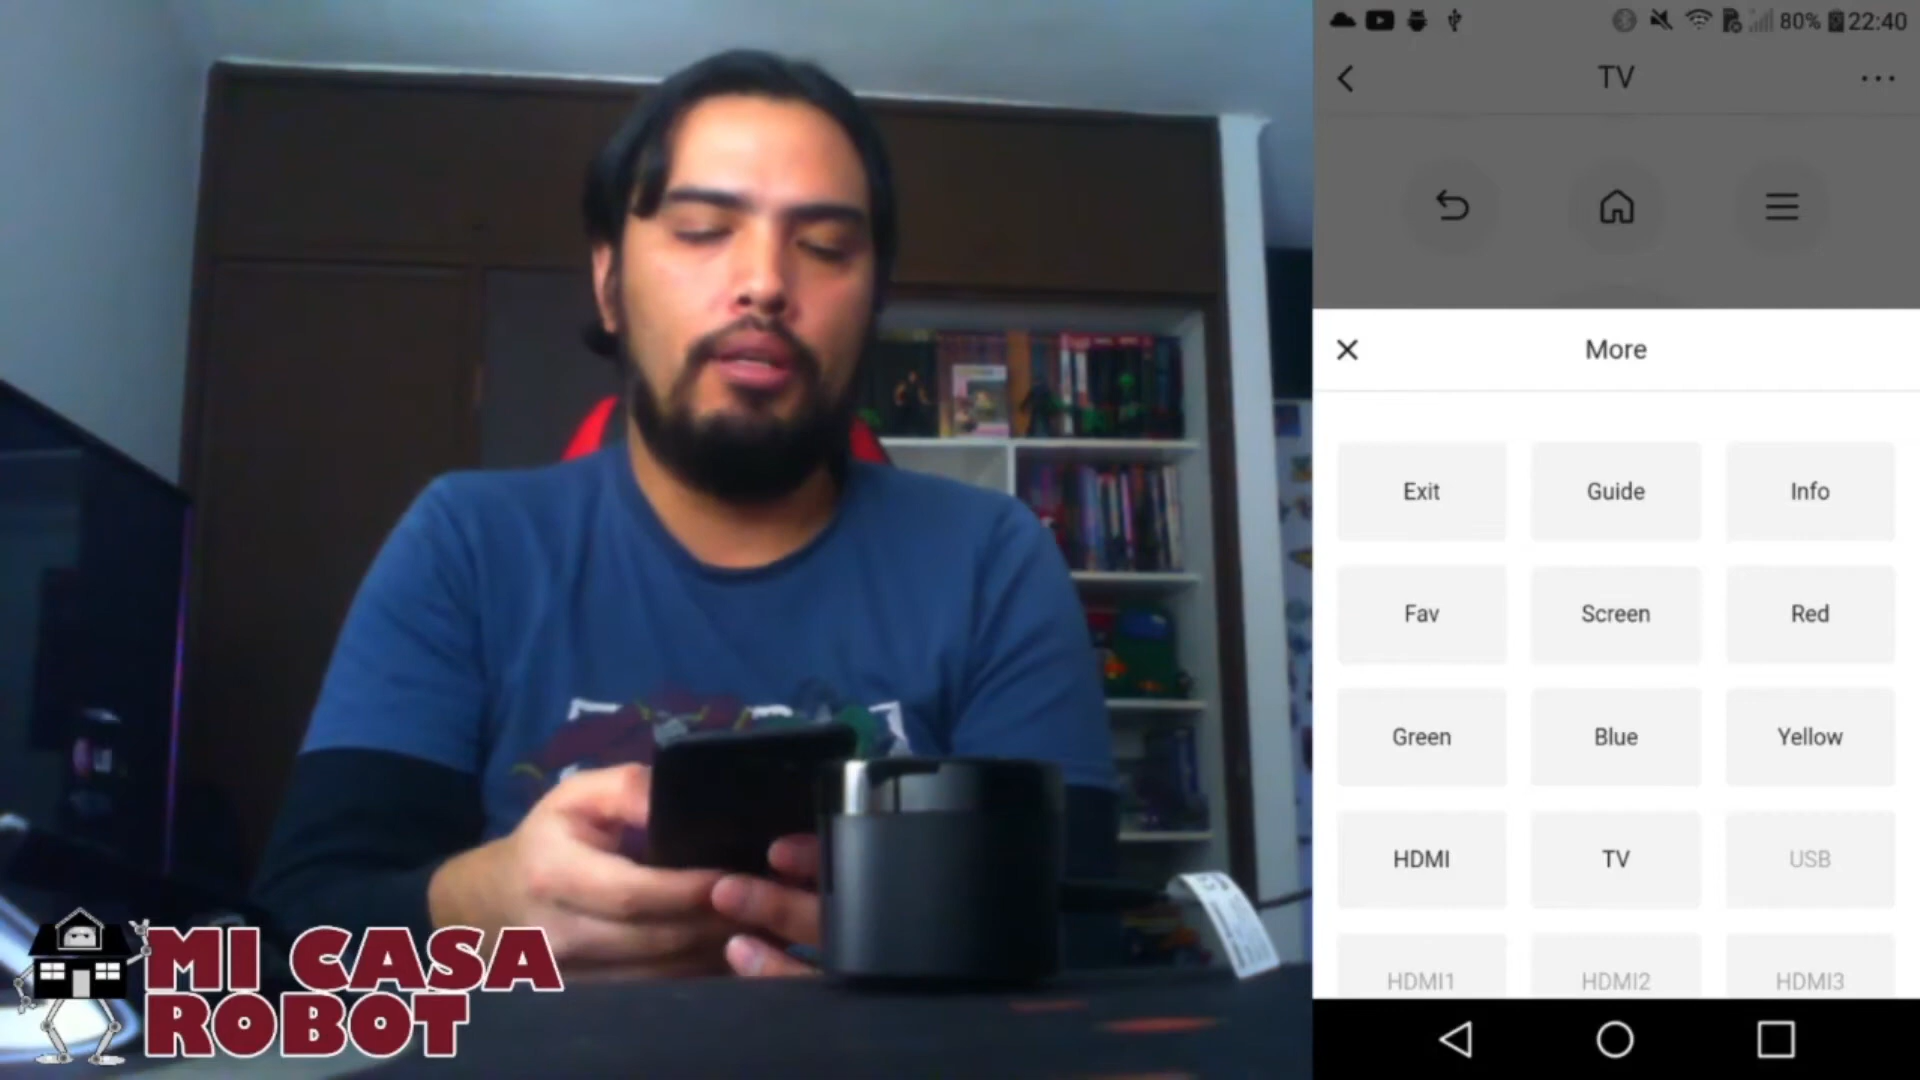 80% 22:40
TV
More
Exit Guide Info
Fav Screen Red
Green Blue Yellow
HDMI TV USB
HDMI1 HDMI2 HDMI3
MI CASA
ROBOT